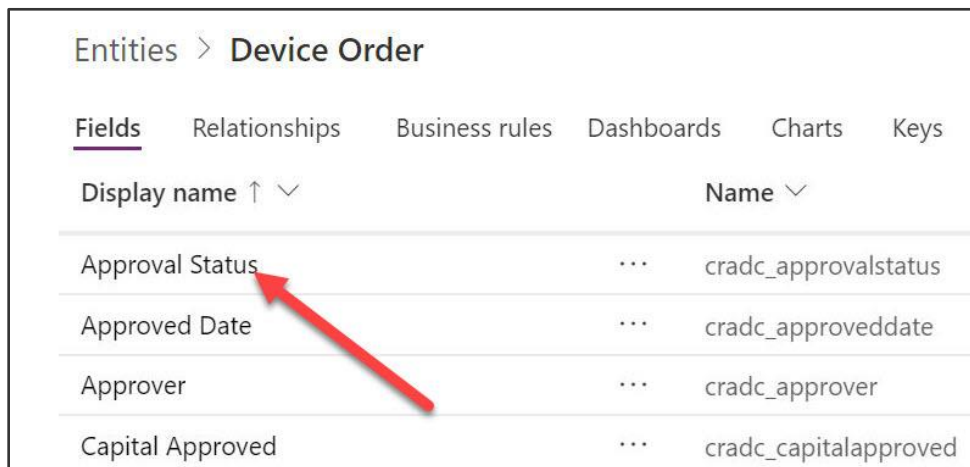 Entities > Device Order
Fields Relationships Business rules Dashboards Charts Keys
Display name ↑ Name
Approval Status ... cradc_approvalstatus
Approved Date ... cradc_approveddate
Approver ... cradc_approver
Capital Approved ... cradc_capitalapproved